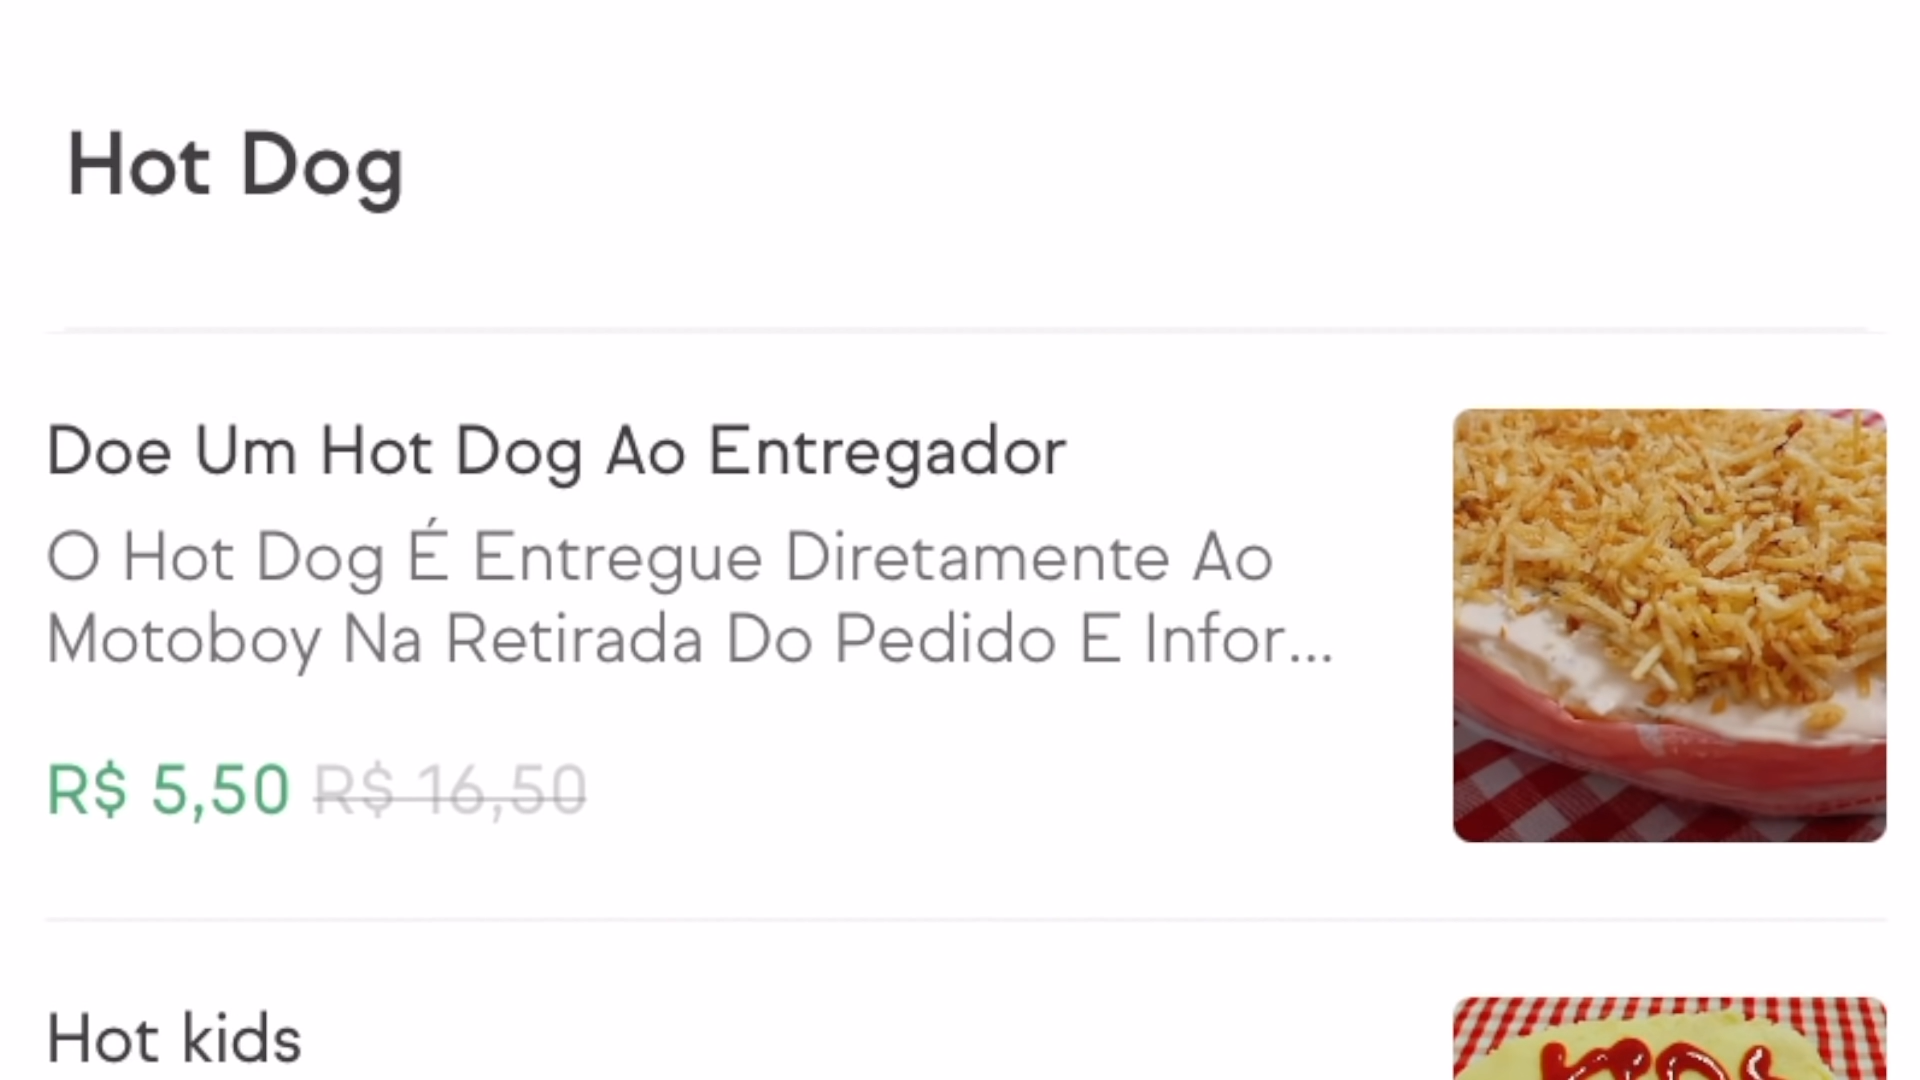 Hot Dog
Doe Um Hot Dog Ao Entregador
O Hot Dog É Entregue Diretamente Ao
Motoboy Na Retirada Do Pedido E Infor...
R$ 5,50 R$ 16,50
Hot kids